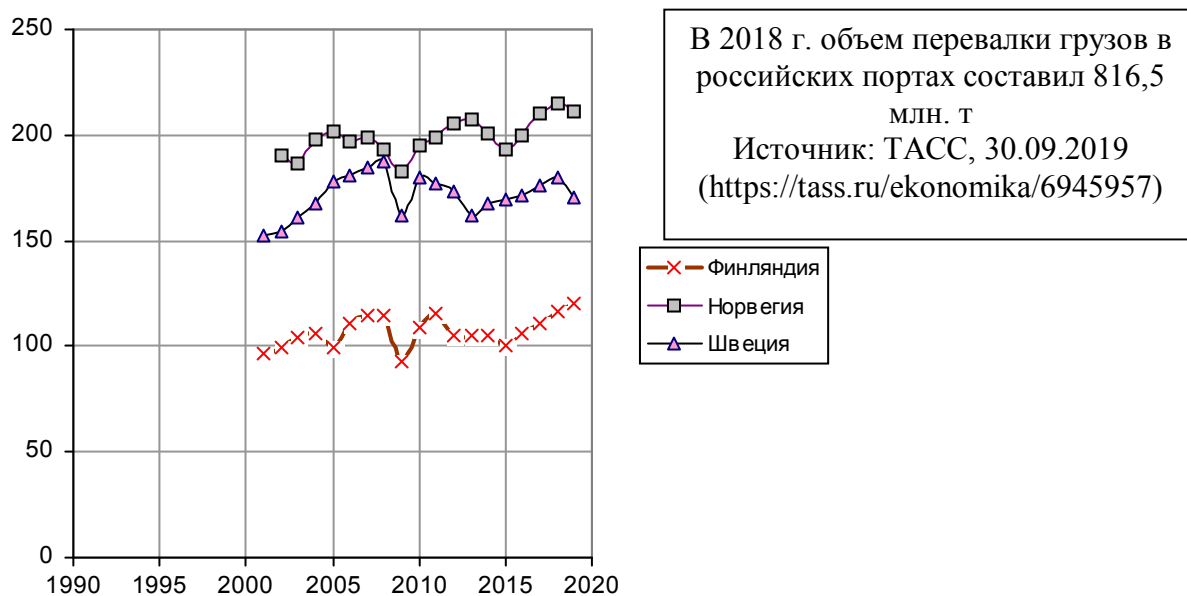 250
200
150
100
50
0
1990 1995 2000 2005 2010 2015 2020
В 2018 г. объем перевалки грузов в
российских портах составил 816,5
млн. т
Источник: ТАСС, 30.09.2019
(https://tass.ru/ekonomika/6945957)
Финляндия
Норвегия
Швеция